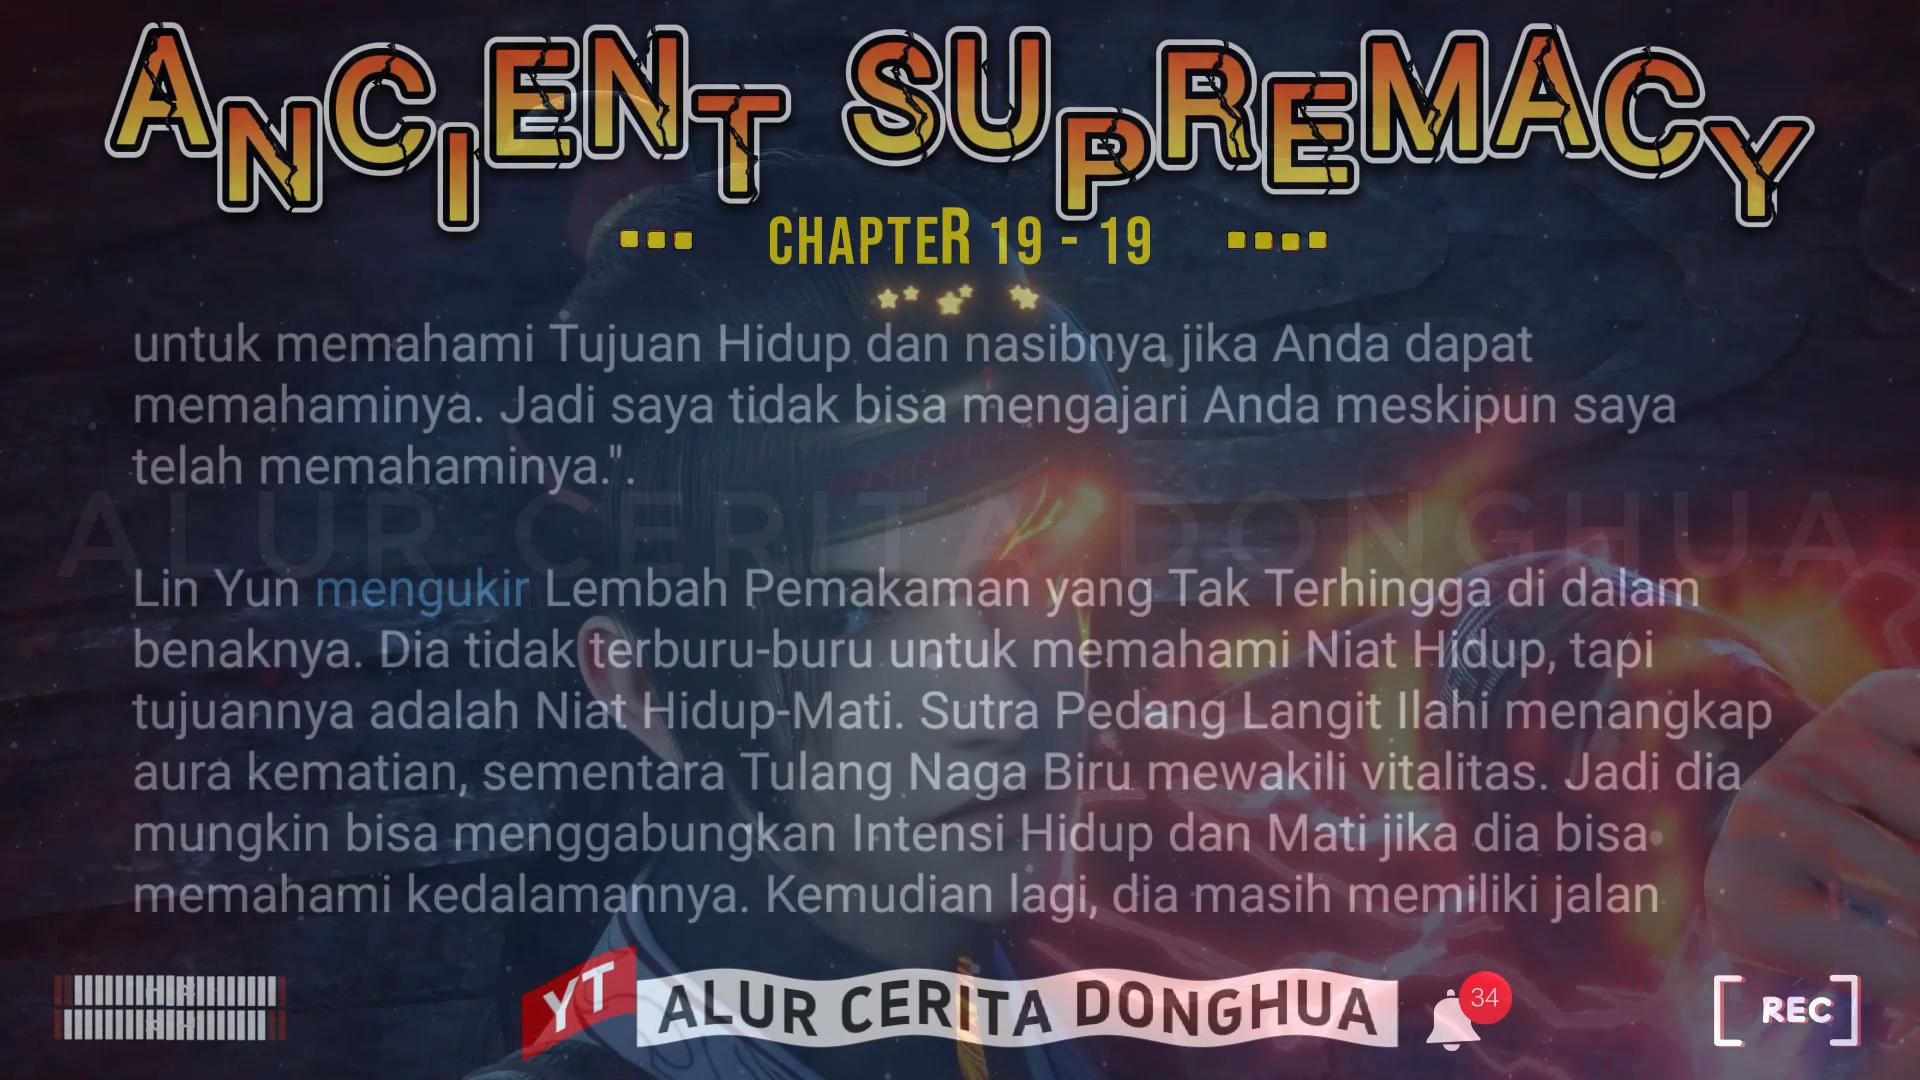 ANCIENT SUPREMACY
CHAPTER 19 - 19
untuk memahami Tujuan Hidup dan nasibnya jika Anda dapat
memahaminya. Jadi saya tidak bisa mengajari Anda meskipun saya
telah memahaminya.".
ALUR CERITA DONGHUA
Lin Yun mengukir Lembah Pemakaman yang Tak Terhingga di dalam
benaknya. Dia tidak terburu-buru untuk memahami Niat Hidup, tapi
tujuannya adalah Niat Hidup-Mati. Sutra Pedang Langit Ilahi menangkap
aura kematian, sementara Tulang Naga Biru mewakili vitalitas. Jadi dia
mungkin bisa menggabungkan Intensi Hidup dan Mati jika dia bisa
memahami kedalamannya. Kemudian lagi, dia masih memiliki jalan
YT ALUR CERITA DONGHUA
34
REC